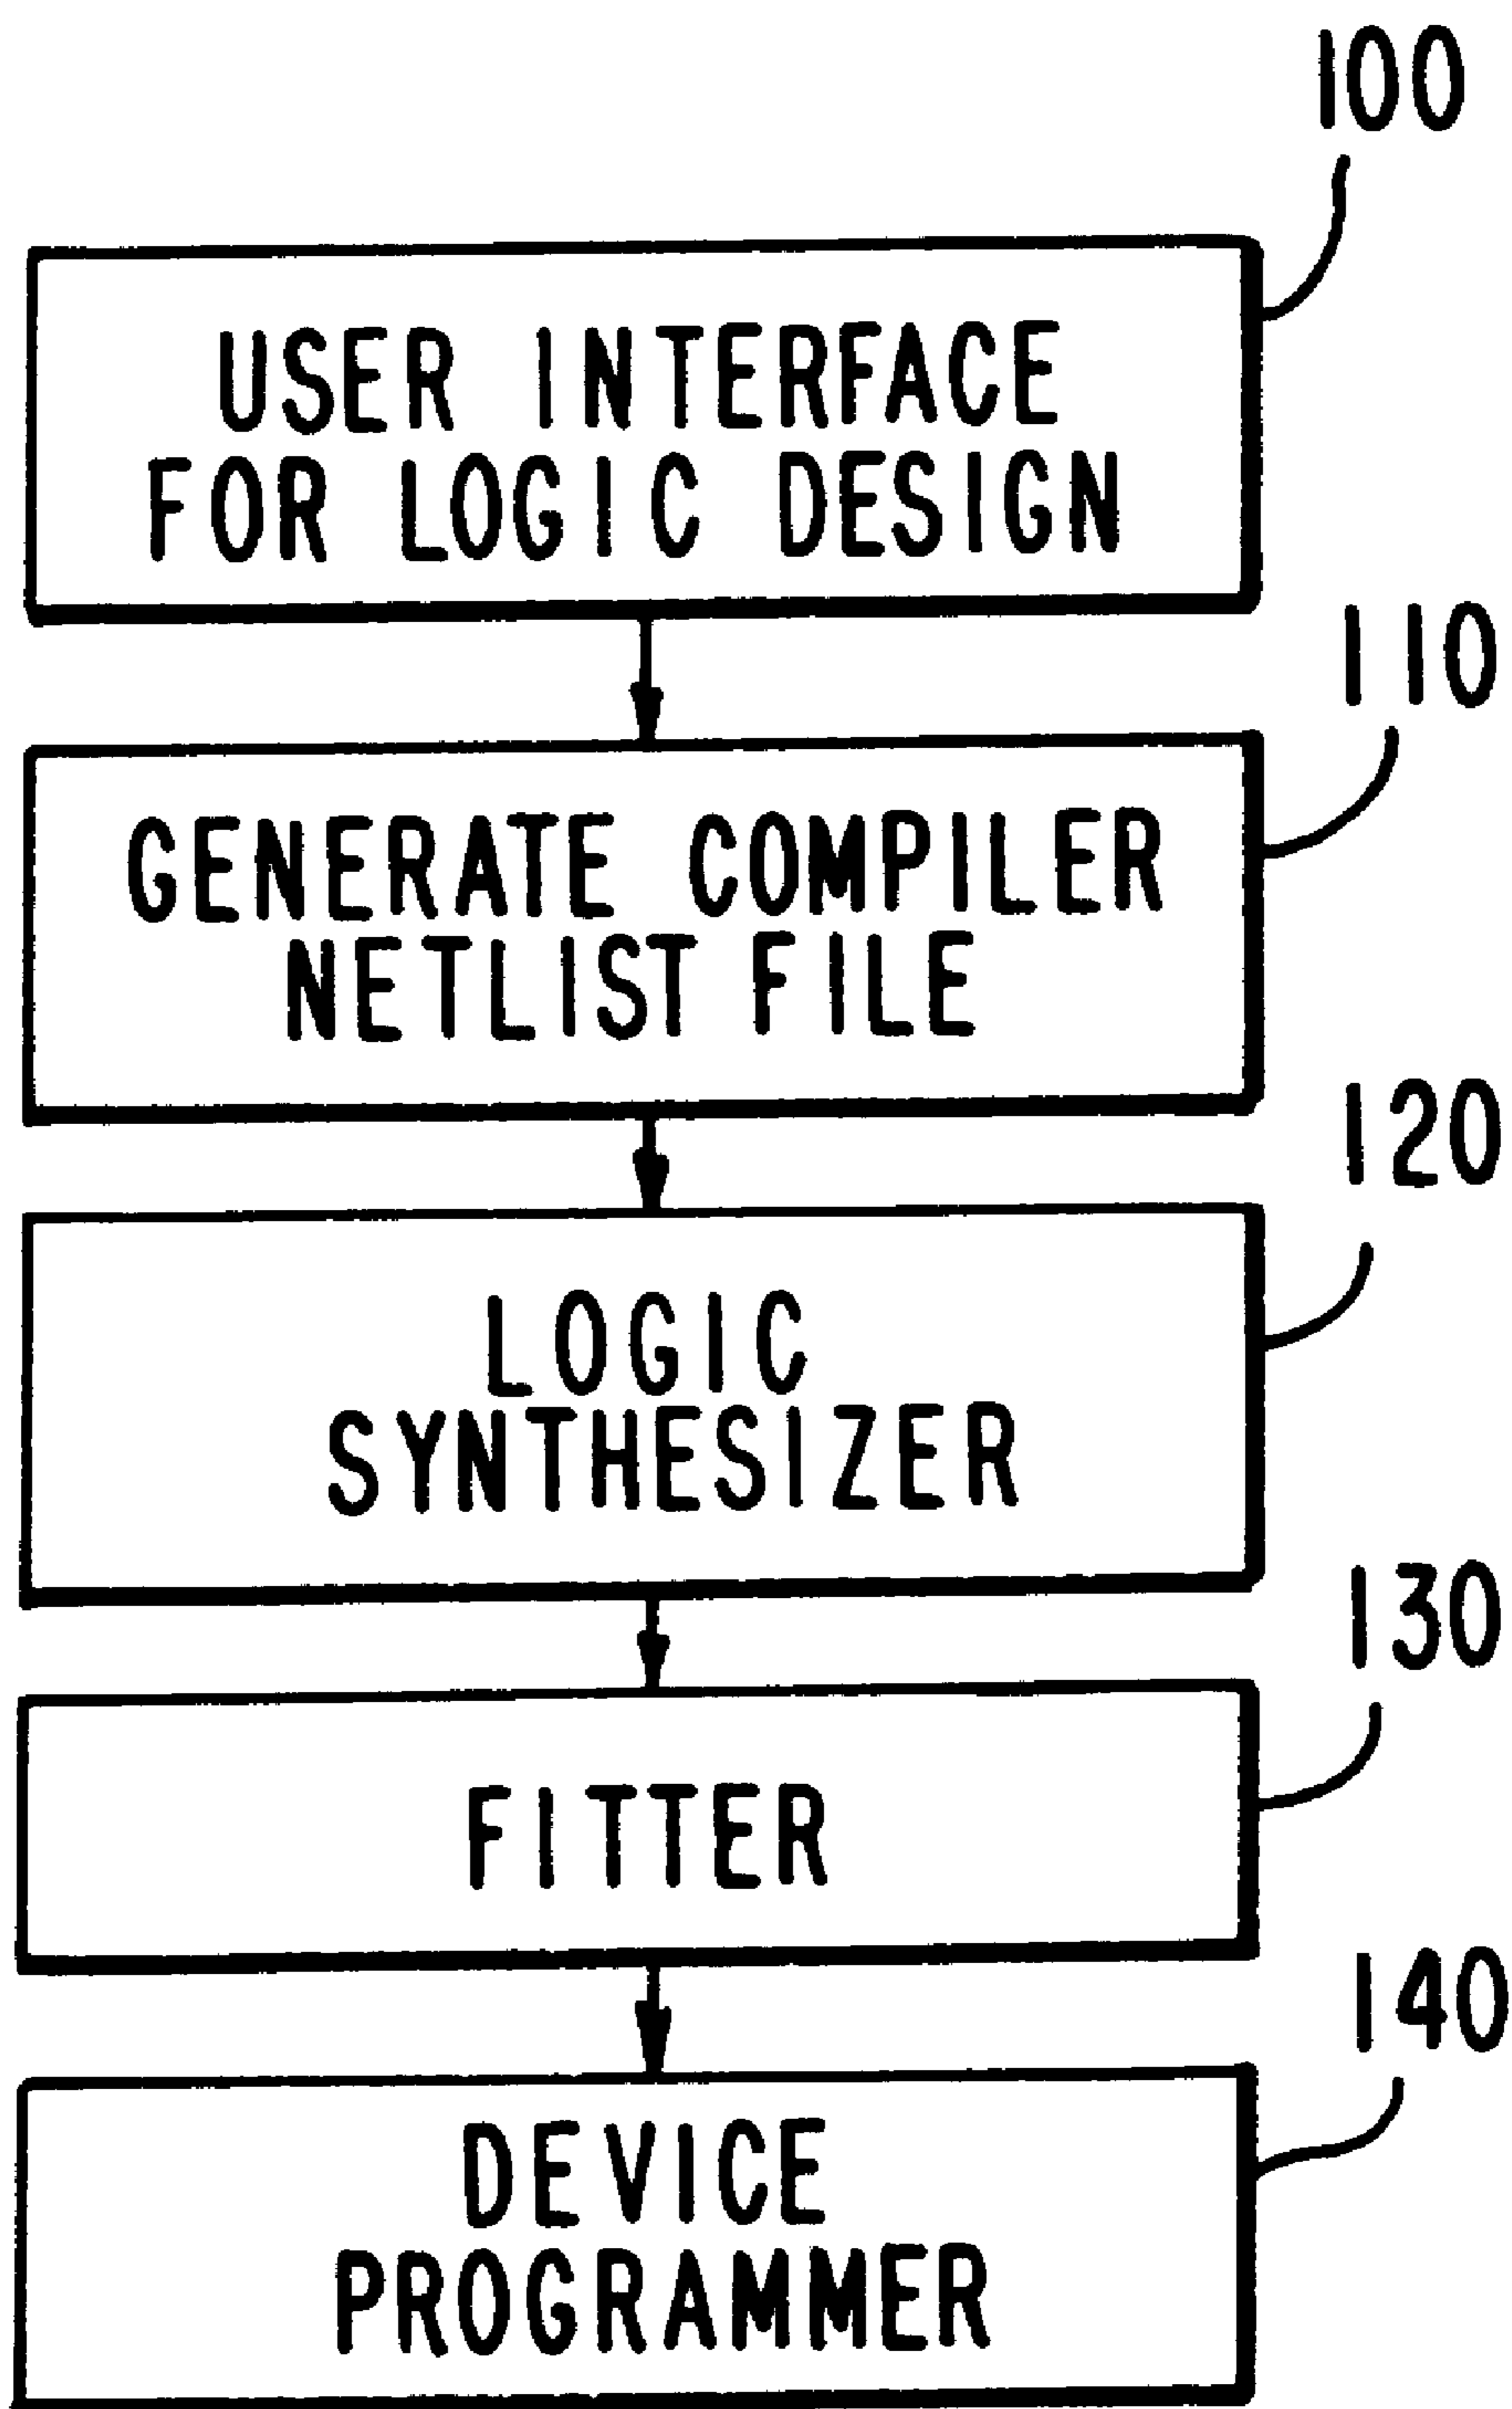 100
USER INTERFACE
FOR LOGIC DESIGN
110
GENERATE COMPILER
NETLIST FILE
120
LOGIC
SYNTHESIZER
130
FITTER
140
DEVICE
PROGRAMMER